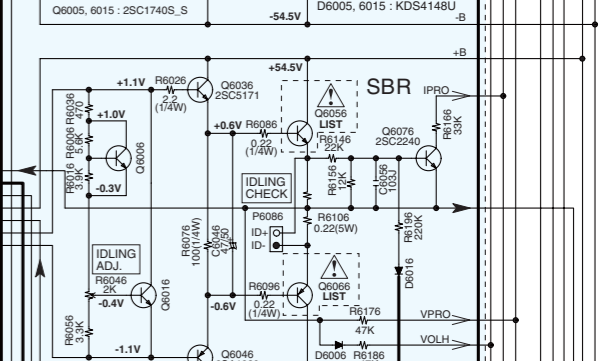 Q6005, 6015 : 2SC1740S_S
D6005, 6015 : KDS4148U
-54.5V
-B
+B
+54.5V
SBR
+1.1V
R6026
2.2
(1/4W)
Q6036
2SC5171
R6036
470
+1.0V
R6006
5.6K
Q6006
R6016
3.9K
-0.3V
+0.6V
R6086
0.22
(1/4W)
Q6056
LIST
R6146
22K
Q6076
2SC2240
IPRO
R6166
33K
R6156
12K
C6056
103J
IDLING
CHECK
P6086
ID+
ID-
R6106
0.22(5W)
R6196
220K
D6016
R6076
100(1/4W)
C6046
47/50
IDLING
ADJ.
R6046
2K
-0.4V
Q6016
R6056
3.3K
-1.1V
-0.6V
R6096
0.22
(1/4W)
Q6066
LIST
R6176
47K
VPRO
VOLH
D6006
R6186
Q6046